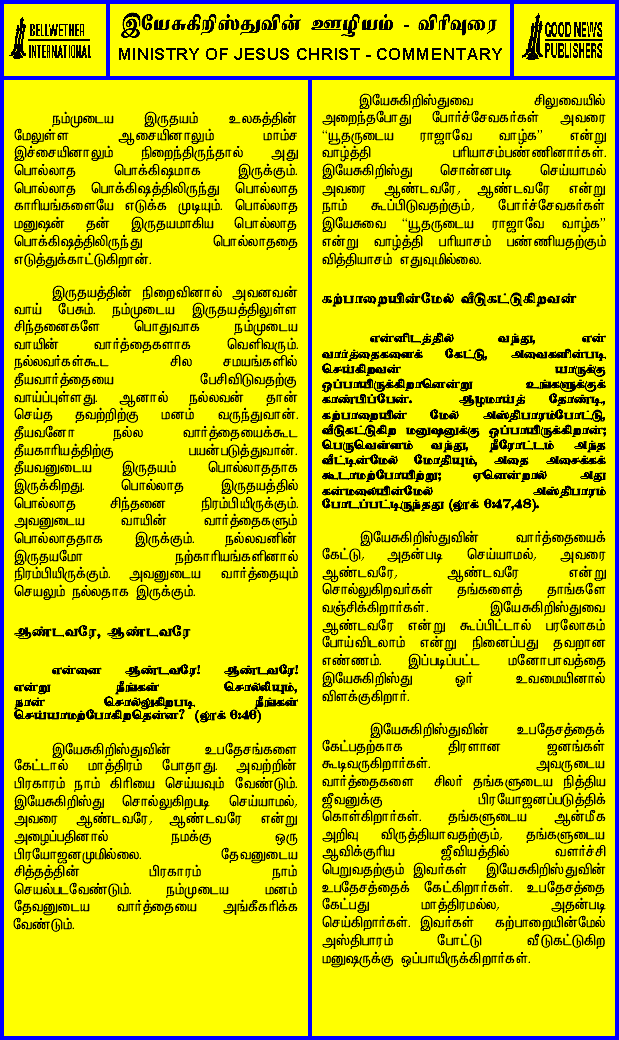 BELLWETHER
INTERNATIONAL
இயேசுகிறிஸ்துவின் ஊழியம் - விரிவுரை
MINISTRY OF JESUS CHRIST - COMMENTARY
GOOD NEWS
PUBLISHERS
நம்முடைய இருதயம் உலகத்தின்
மேலுள்ள ஆசையினாலும் மாம்ச
இச்சையினாலும் நிறைந்திருந்தால் அது
பொல்லாத பொக்கிஷமாக இருக்கும்.
பொல்லாத பொக்கிஷத்திலிருந்து பொல்லாத
காரியங்களையே எடுக்க முடியும். பொல்லாத
மனுஷன் தன் இருதயமாகிய பொல்லாத
பொக்கிஷத்திலிருந்து பொல்லாததை
எடுத்துக்காட்டுகிறான்.
இருதயத்தின் நிறைவினால் அவனவன்
வாய் பேசும். நம்முடைய இருதயத்திலுள்ள
சிந்தனைகளே பொதுவாக நம்முடைய
வாயின் வார்த்தைகளாக வெளிவரும்.
நல்லவர்கள்கூட சில சமயங்களில்
தீயவார்த்தையை பேசிவிடுவதற்கு
வாய்ப்புள்ளது. ஆனால் நல்லவன் தான்
செய்த தவற்றிற்கு மனம் வருந்துவான்.
தீயவனோ நல்ல வார்த்தையைக்கூட
தீயகாரியத்திற்கு பயன்படுத்துவான்.
தீயவனுடைய இருதயம் பொல்லாததாக
இருக்கிறது. பொல்லாத இருதயத்தில்
பொல்லாத சிந்தனை நிரம்பியிருக்கும்.
அவனுடைய வாயின் வார்த்தைகளும்
பொல்லாததாக இருக்கும். நல்லவனின்
இருதயமோ நற்காரியங்களினால்
நிரம்பியிருக்கும். அவனுடைய வார்த்தையும்
செயலும் நல்லதாக இருக்கும்.
ஆண்டவரே, ஆண்டவரே
என்னை ஆண்டவரே! ஆண்டவரே!
என்று நீங்கள் சொல்லியும்,
நான் சொல்லுகிறபடி நீங்கள்
செய்யாமற்போகிறதென்ன? (லூக் 6:46)
இயேசுகிறிஸ்துவின் உபதேசங்களை
கேட்டால் மாத்திரம் போதாது. அவற்றின்
பிரகாரம் நாம் கிரியை செய்யவும் வேண்டும்.
இயேசுகிறிஸ்து சொல்லுகிறபடி செய்யாமல்,
அவரை ஆண்டவரே, ஆண்டவரே என்று
அழைப்பதினால் நமக்கு ஒரு
பிரயோஜனமுமில்லை. தேவனுடைய
சித்தத்தின் பிரகாரம் நாம்
செயல்படவேண்டும். நம்முடைய மனம்
தேவனுடைய வார்த்தையை அங்கீகரிக்க
வேண்டும்.
இயேசுகிறிஸ்துவை சிலுவையில்
அறைந்தபோது போர்ச்சேவகர்கள் அவரை
“யூதருடைய ராஜாவே வாழ்க” என்று
வாழ்த்தி பரியாசம்பண்ணினார்கள்.
இயேசுகிறிஸ்து சொன்னபடி செய்யாமல்
அவரை ஆண்டவரே, ஆண்டவரே என்று
நாம் கூப்பிடுவதற்கும், போர்ச்சேவகர்கள்
இயேசுவை “யூதருடைய ராஜாவே வாழ்க”
என்று வாழ்த்தி பரியாசம் பண்ணியதற்கும்
வித்தியாசம் எதுவுமில்லை.
கற்பாறையின்மேல் வீடுகட்டுகிறவன்
என்னிடத்தில் வந்து, என்
வார்த்தைகளைக் கேட்டு, அவைகளின்படி
செய்கிறவன் யாருக்கு
ஒப்பாயிருக்கிறானென்று உங்களுக்குக்
காண்பிப்பேன். ஆழமாய்த் தோண்டி,
கற்பாறையின் மேல் அஸ்திபாரம்போட்டு,
வீடுகட்டுகிற மனுஷனுக்கு ஒப்பாயிருக்கிறான்;
பெருவெள்ளம் வந்து, நீரோட்டம் அந்த
வீட்டின்மேல் மோதியும், அதை அசைக்கக்
கூடாமற்போயிற்று; ஏனென்றால் அது
கன்மலையின்மேல் அஸ்திபாரம்
போடப்பட்டிருந்தது (லூக் 6:47,48).
இயேசுகிறிஸ்துவின் வார்த்தையைக்
கேட்டு, அதன்படி செய்யாமல், அவரை
ஆண்டவரே, ஆண்டவரே என்று
சொல்லுகிறவர்கள் தங்களைத் தாங்களே
வஞ்சிக்கிறார்கள். இயேசுகிறிஸ்துவை
ஆண்டவரே என்று கூப்பிட்டால் பரலோகம்
போய்விடலாம் என்று நினைப்பது தவறான
எண்ணம். இப்படிப்பட்ட மனோபாவத்தை
இயேசுகிறிஸ்து ஓர் உவமையினால்
விளக்குகிறார்.
இயேசுகிறிஸ்துவின் உபதேசத்தைக்
கேட்பதற்காக திரளான ஜனங்கள்
கூடிவருகிறார்கள். அவருடைய
வார்த்தைகளை சிலர் தங்களுடைய நித்திய
ஜீவனுக்கு பிரயோஜனப்படுத்திக்
கொள்கிறார்கள். தங்களுடைய ஆன்மீக
அறிவு விருத்தியாவதற்கும், தங்களுடைய
ஆவிக்குரிய ஜீவியத்தில் வளர்ச்சி
பெறுவதற்கும் இவர்கள் இயேசுகிறிஸ்துவின்
உபதேசத்தைக் கேட்கிறார்கள். உபதேசத்தை
கேட்பது மாத்திரமல்ல, அதன்படி
செய்கிறார்கள். இவர்கள் கற்பாறையின்மேல்
அஸ்திபாரம் போட்டு வீடுகட்டுகிற
மனுஷருக்கு ஒப்பாயிருக்கிறார்கள்.